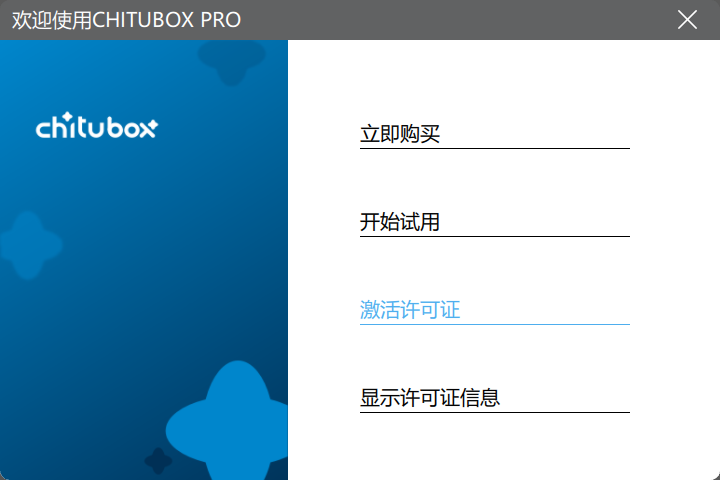 欢迎使用CHITUBOX PRO
chitubox
立即购买
开始试用
激活许可证
显示许可证信息